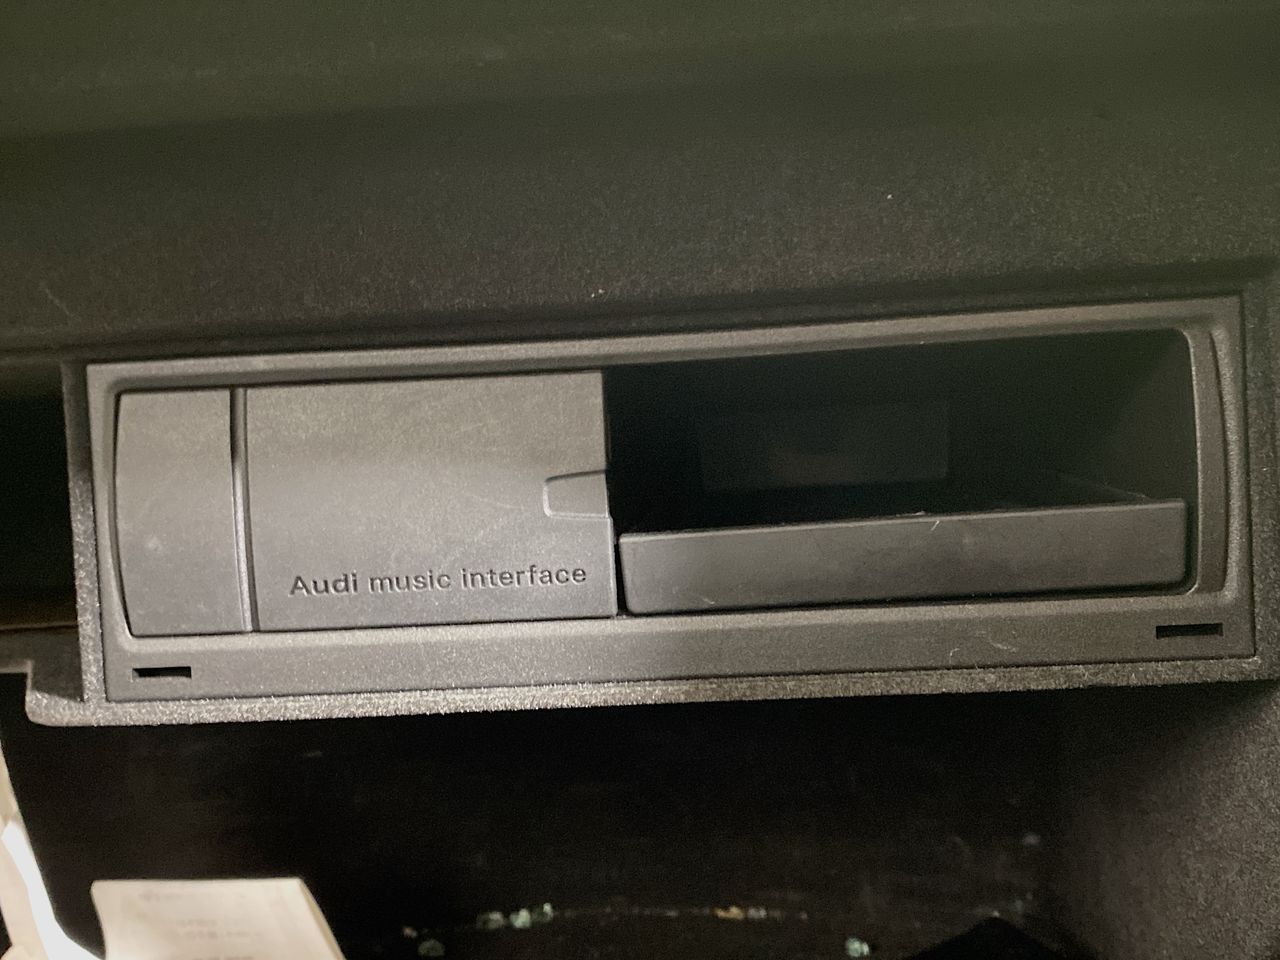 Audi music interface